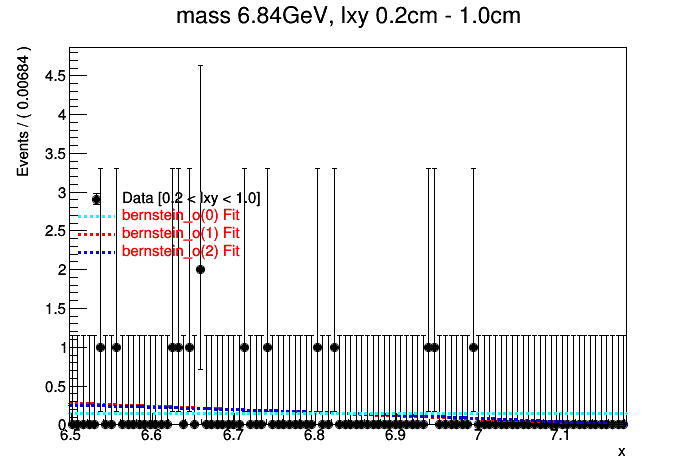 mass 6.84GeV, lxy 0.2cm - 1.0cm
Events / ( 0.00684 )
4.5
4
3.5
3
Data [0.2 < lxy < 1.0]
bernstein_o(0) Fit
2.5
bernstein_o(1) Fit
bernstein_o(2) Fit
2
1.5
1
0.5
0
6.5 6.6 6.7 6.8 6.9 7 7.1
x